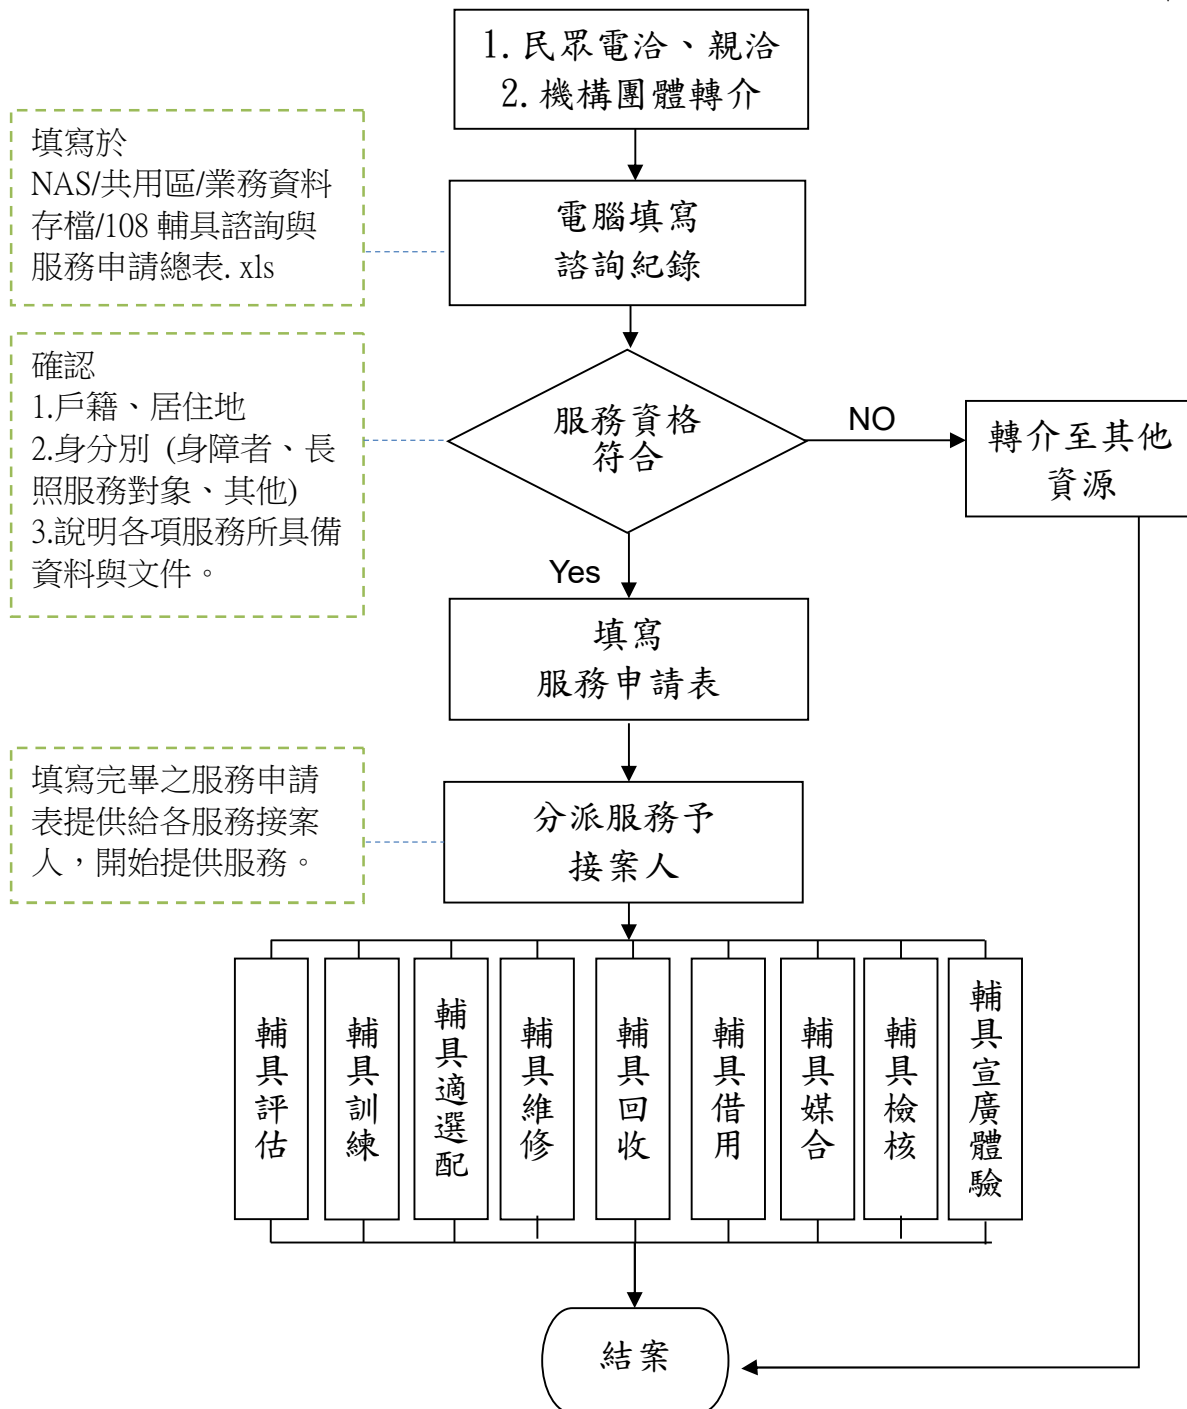 1.民眾電洽、親洽
2.機構團體轉介
填寫於
NAS/共用區/業務資料
存檔/108 輔具諮詢與
服務申請總表. xls
電腦填寫
諮詢紀錄
確認
1.戶籍、居住地
2.身分別 (身障者、長
照服務對象、其他)
3.說明各項服務所具備
資料與文件。
服務資格
符合
NO
轉介至其他
資源
Yes
填寫
服務申請表
填寫完畢之服務申請
表提供給各服務接案
人，開始提供服務。
分派服務予
接案人
輔具評估
輔具訓練
輔具適選配
輔具維修
輔具回收
輔具借用
輔具媒合
輔具檢核
輔具宣廣體驗
結案